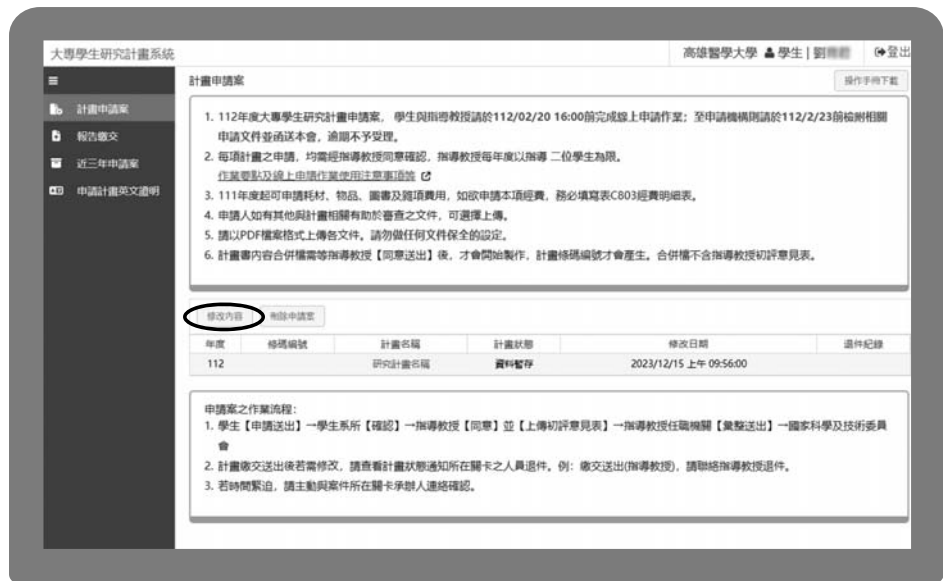 大專學生研究計畫系統
高雄醫學大學 學生 | 劉
登出
計畫申請案
操作手冊下載
計畫申請案
報告繳交
近三年申請案
申請計畫英文證明
1. 112年度大專學生研究計畫申請案， 學生與指導教授請於112/02/20 16:00前完成線上申請作業；至申請機構則請於112/2/23前檢附相關
申請文件並函送本會，逾期不予受理。
2. 每項計畫之申請，均需經指導教授同意確認，指導教授每年度以指導 二位學生為限。
作業要點及線上申請作業使用注意事項等
3. 111年度起可申請耗材、物品、圖書及雜項費用，如欲申請本項經費，務必填寫表C803經費明細表。
4. 申請人如有其他與計畫相關有助於審查之文件，可選擇上傳。
5. 請以PDF檔案格式上傳各文件。請勿做任何文件保全的設定。
6. 計畫書內容合併檔需等指導教授【同意送出】後，才會開始製作，計畫條碼編號才會產生。合併檔不含指導教授初評意見表。
修改內容
刪除申請案
年度 條碼編號 計畫名稱 計畫狀態 修改日期 退件紀錄
112 研究計畫名稱 資料暫存 2023/12/15 上午 09:56:00
申請案之作業流程：
1. 學生【申請送出】→學生系所【確認】→指導教授【同意】並【上傳初評意見表】→指導教授任職機關【彙整送出】→國家科學及技術委員
會
2. 計畫繳交送出後若需修改，請查看計畫狀態通知所在關卡之人員退件。例：繳交送出(指導教授)，請聯絡指導教授退件。
3. 若時間緊迫，請主動與案件所在關卡承辦人連絡確認。